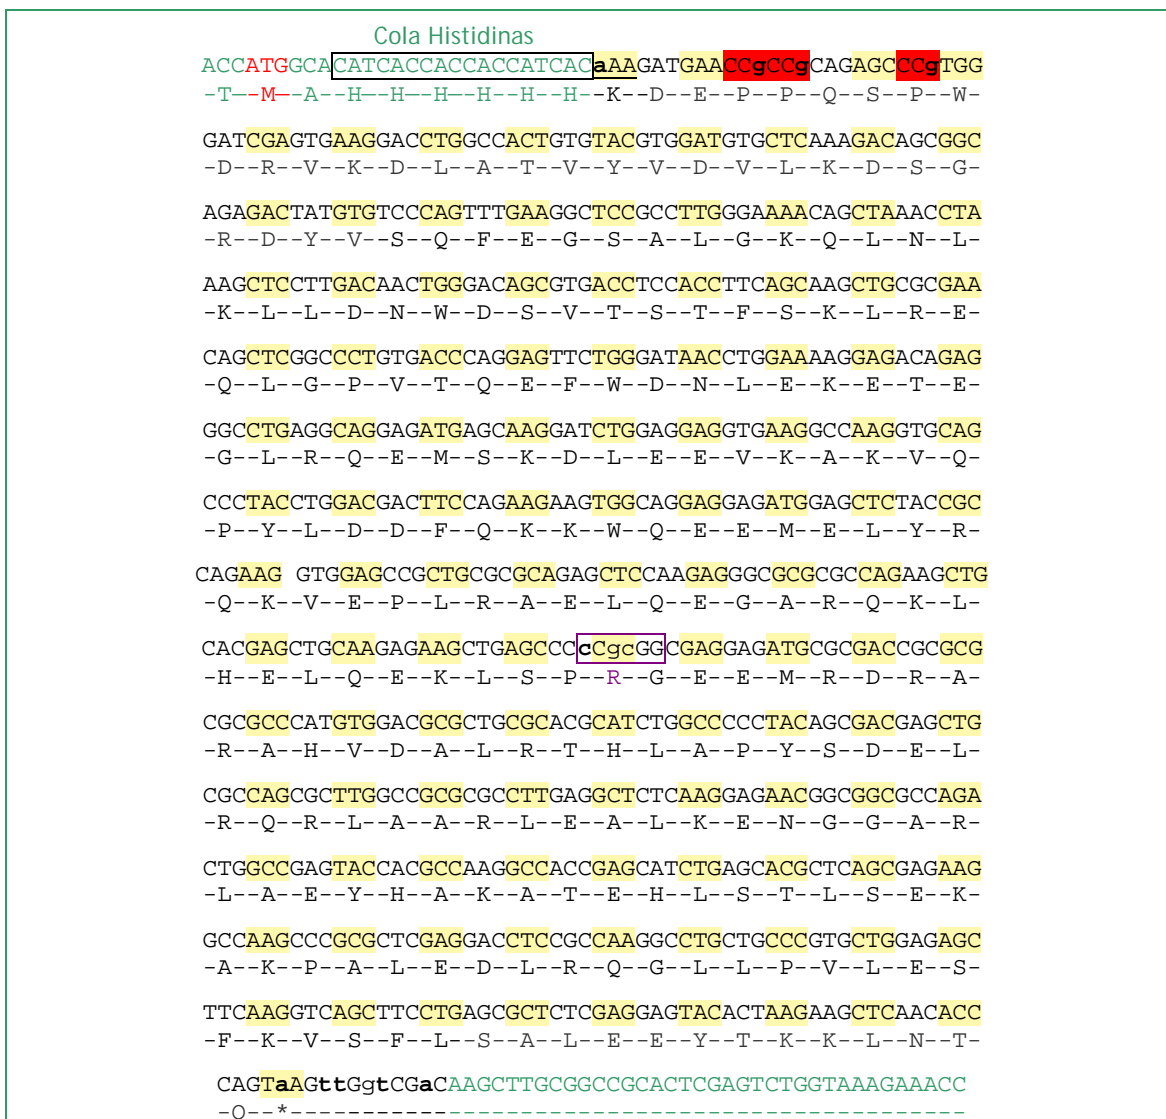 Cola Histidinas
ACCATGGCACATCACCACCACCATCACaAAGATGAACCgCCgCAGAGCCCgTGG
-T--M--A--H--H--H--H--H--H--K--D--E--P--P--Q--S--P--W-
GATCGAGTGAAGGACCTGGCCACTGTGTACGTGGATGTGCTCAAAGACAGCGGC
-D--R--V--K--D--L--A--T--V--Y--V--D--V--L--K--D--S--G-
AGAGACTATGTGTCCCAGTTTGAAGGCTCCGCCTTGGGAAAACAGCTAAACCTA
-R--D--Y--V--S--Q--F--E--G--S--A--L--G--K--Q--L--N--L-
AAGCTCCTTGACAACTGGGACAGCGTGACCTCCACCTTCAGCAAGCTGCGCGAA
-K--L--L--D--N--W--D--S--V--T--S--T--F--S--K--L--R--E-
CAGCTCGGCCCTGTGACCCAGGAGTTCTGGGATAACCTGGAAAAGGAGACAGAG
-Q--L--G--P--V--T--Q--E--F--W--D--N--L--E--K--E--T--E-
GGCCTGAGGCAGGAGATGAGCAAGGATCTGGAGGAGGTGAAGGCCAAGGTGCAG
-G--L--R--Q--E--M--S--K--D--L--E--E--V--K--A--K--V--Q-
CCCTACCTGGACGACTTCCAGAAGAAGTGGCAGGAGGAGATGGAGCTCTACCGC
-P--Y--L--D--D--F--Q--K--K--W--Q--E--E--M--E--L--Y--R-
CAGAAG GTGGAGCCGCTGCGCGCAGAGCTCCAAGAGGGCGCGCGCCAGAAGCTG
-Q--K--V--E--P--L--R--A--E--L--Q--E--G--A--R--Q--K--L-
CACGAGCTGCAAGAGAAGCTGAGCCCcCgcGGCGAGGAGATGCGCGACCGCGCG
-H--E--L--Q--E--K--L--S--P--R--G--E--E--M--R--D--R--A-
CGCGCCCATGTGGACGCGCTGCGCACGCATCTGGCCCCCTACAGCGACGAGCTG
-R--A--H--V--D--A--L--R--T--H--L--A--P--Y--S--D--E--L-
CGCCAGCGCTTGGCCGCGCGCCTTGAGGCTCTCAAGGAGAACGGCGGCGCCAGA
-R--Q--R--L--A--A--R--L--E--A--L--K--E--N--G--G--A--R-
CTGGCCGAGTACCACGCCAAGGCCACCGAGCATCTGAGCACGCTCAGCGAGAAG
-L--A--E--Y--H--A--K--A--T--E--H--L--S--T--L--S--E--K-
GCCAAGCCCGCGCTCGAGGACCTCCGCCAAGGCCTGCTGCCCGTGCTGGAGAGC
-A--K--P--A--L--E--D--L--R--Q--G--L--L--P--V--L--E--S-
TTCAAGGTCAGCTTCCTGAGCGCTCTCGAGGAGTACACTAAGAAGCTCAACACC
-F--K--V--S--F--L--S--A--L--E--E--Y--T--K--K--L--N--T-
CAGTaAGttGgtCGaCAAGCTTGCGGCCGCACTCGAGTCTGGTAAAGAAACC
-Q--*-----------------------------------------------